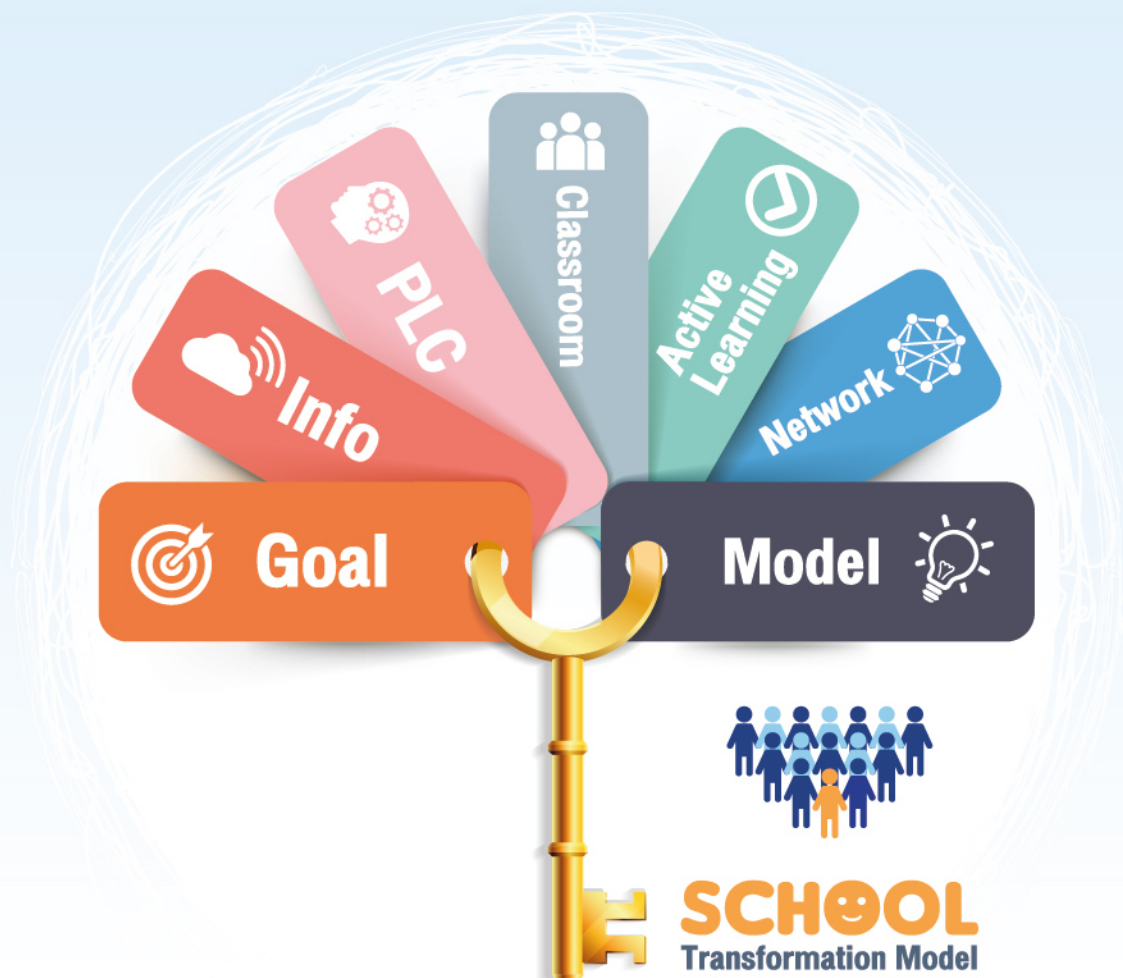 Goal
Info
PLC
Classroom
Active
Learning
Network
Model
SCHOOL
Transformation Model